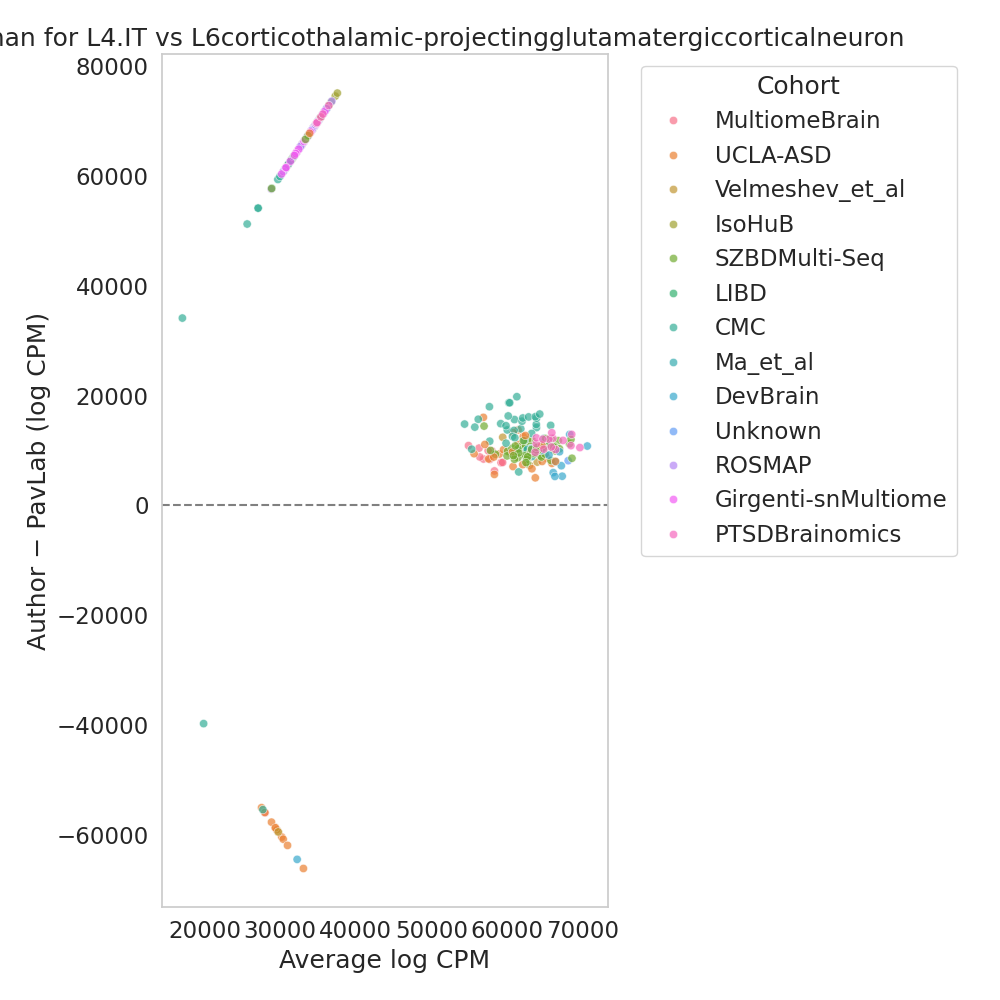 nan for L4.IT vs L6corticothalamic-projectingglutamatergiccorticalneuron
80000
60000
40000
20000
0
−20000
−40000
−60000
Author − PavLab (log CPM)
20000 30000 40000 50000 60000 70000
Average log CPM
Cohort
MultiomeBrain
UCLA-ASD
Velmeshev_et_al
IsoHuB
SZBDMulti-Seq
LIBD
CMC
Ma_et_al
DevBrain
Unknown
ROSMAP
Girgenti-snMultiome
PTSDBrainomics